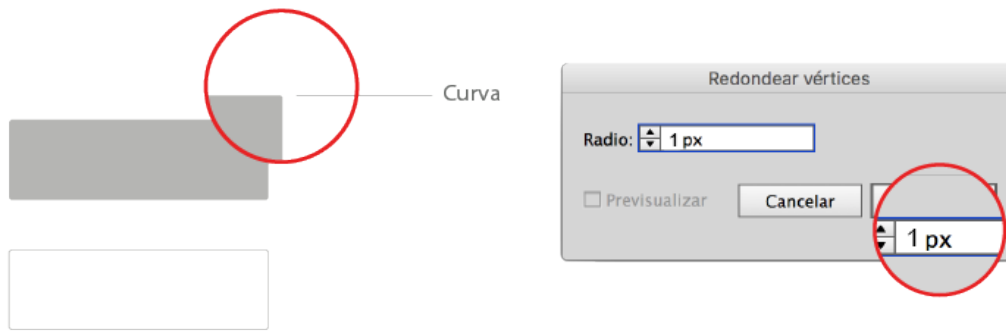 Curva
Redondear vértices
Radio: 1 px
Previsualizar
Cancelar
1 px